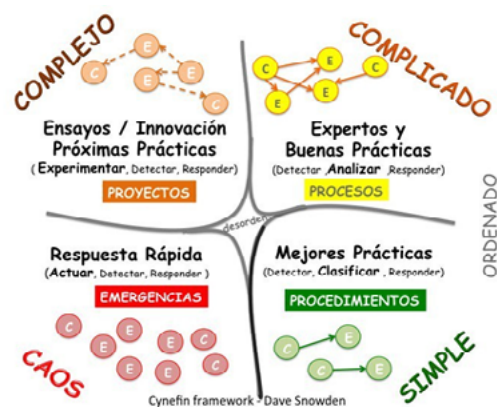 COMPLEJO
E
C
E
E
C
Ensayos / Innovación
Próximas Prácticas
( Experimentar, Detectar, Responder)
PROYECTOS
COMPLICADO
E
C
C
E
E
Expertos y
Buenas Prácticas
(Detectar ,Analizar ,Responder)
PROCESOS
desorden
ORDENADO
Respuesta Rápida
(Actuar, Detectar, Responder )
EMERGENCIAS
C
E
E
E
C
E
E
C
CAOS
Mejores Prácticas
(Detectar, Clasificar , Responder)
PROCEDIMIENTOS
C
E
C
E
SIMPLE
Cynefin framework - Dave Snowden